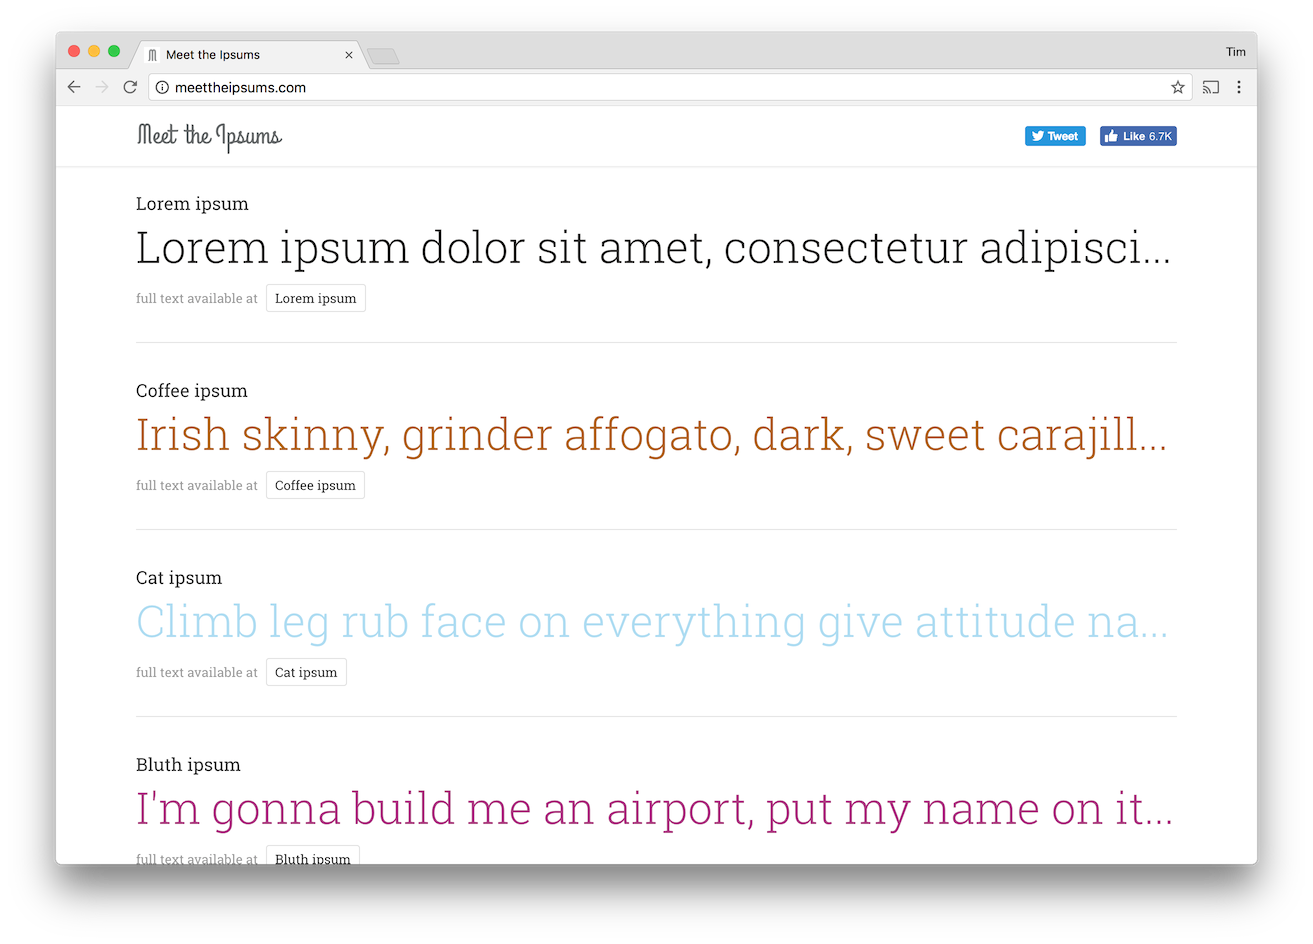 Meet the Ipsums
Tim
meettheipsums.com
Meet the Ipsums
Tweet
Like 6.7K
Lorem ipsum
Lorem ipsum dolor sit amet, consectetur adipisci...
full text available at Lorem ipsum
Coffee ipsum
Irish skinny, grinder affogato, dark, sweet carajill...
full text available at Coffee ipsum
Cat ipsum
Climb leg rub face on everything give attitude na...
full text available at Cat ipsum
Bluth ipsum
I'm gonna build me an airport, put my name on it...
full text available at Bluth ipsum